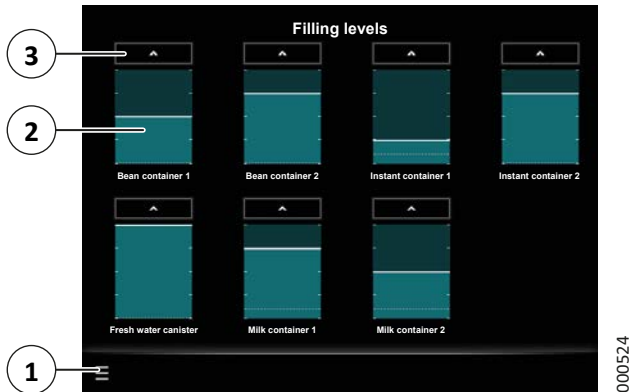 Filling levels
3
2
Bean container 1
Bean container 2
Instant container 1
Instant container 2
Fresh water canister
Milk container 1
Milk container 2
1
000524